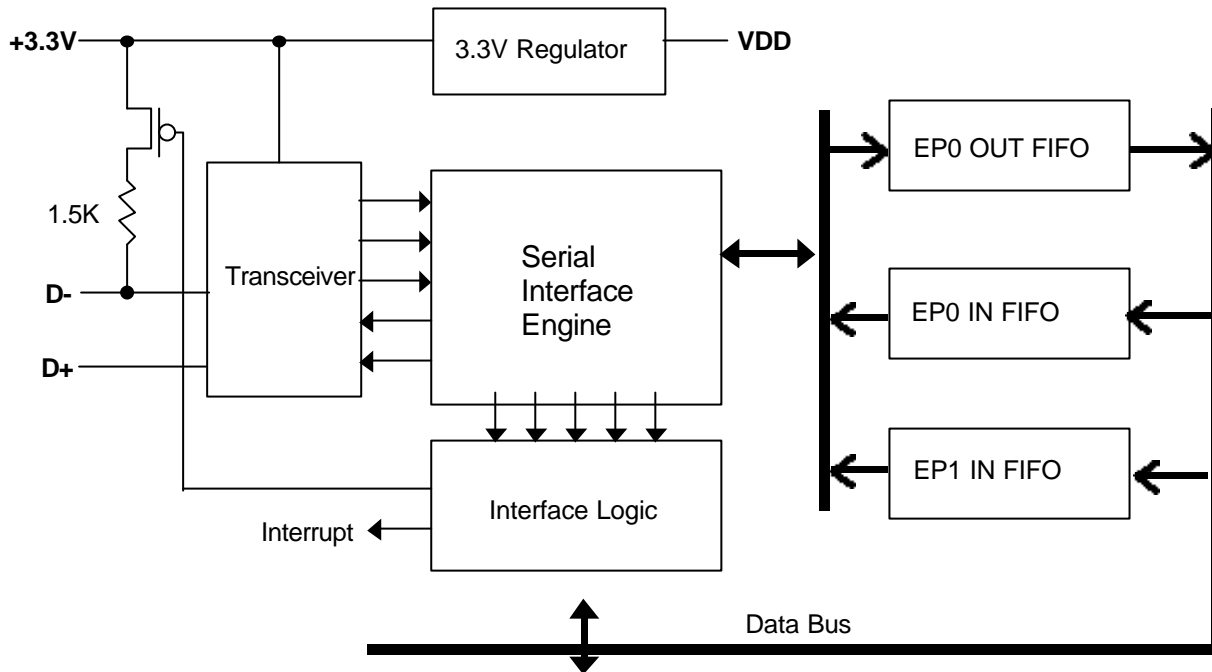 +3.3V
3.3V Regulator
VDD
EP0 OUT FIFO
1.5K
Transceiver
Serial
Interface
Engine
D-
EP0 IN FIFO
D+
EP1 IN FIFO
Interface Logic
Interrupt
Data Bus